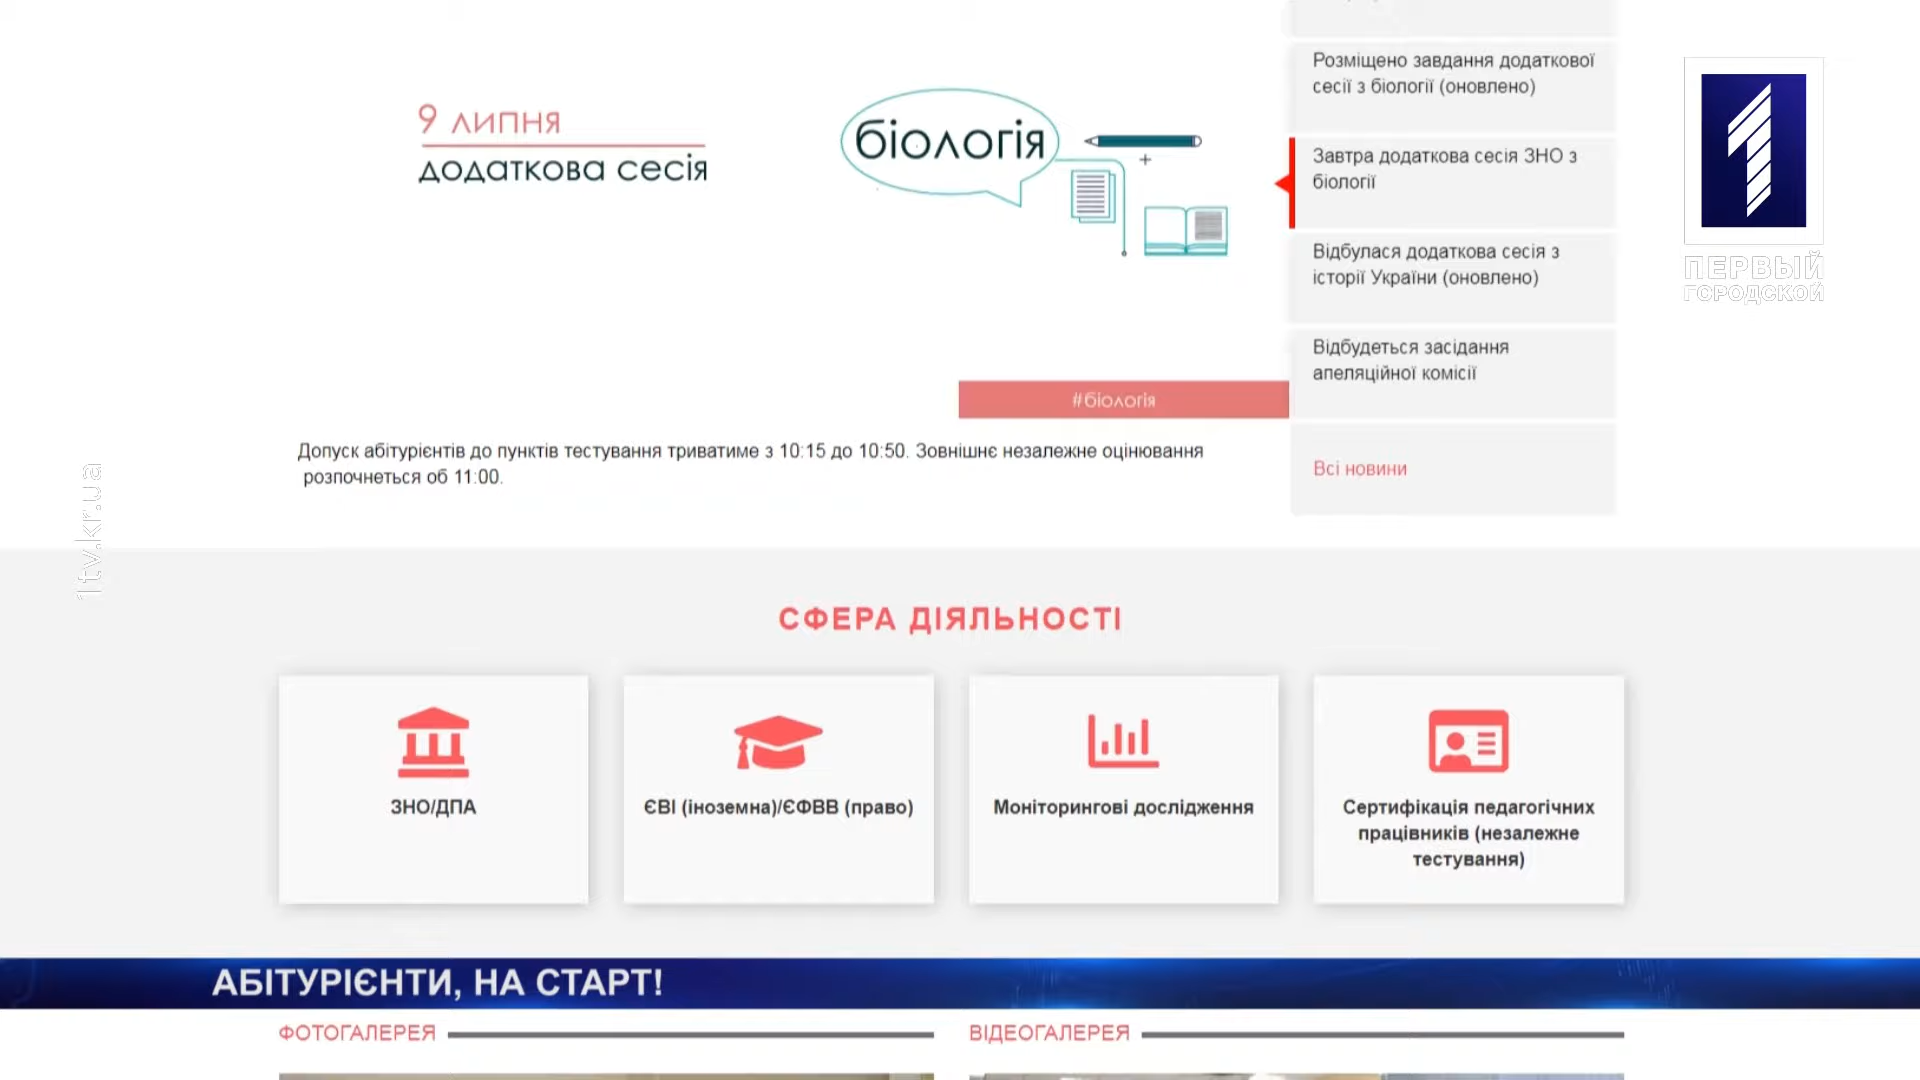 9 липня
додаткова сесія
біологія
#біологія
Допуск абітурієнтів до пунктів тестування триватиме з 10:15 до 10:50. Зовнішнє незалежне оцінювання
розпочнеться об 11:00.
Розміщено завдання додаткової
сесії з біології (оновлено)
Завтра додаткова сесія ЗНО з
біології
Відбулася додаткова сесія з
історії України (оновлено)
Відбудеться засідання
апеляційної комісії
Всі новини
1
ПЕРВЫЙ
ГОРОДСКОЙ
1tv.kr.ua
СФЕРА ДІЯЛЬНОСТІ
ЗНО/ДПА
ЄВІ (іноземна)/ЄФВВ (право)
Моніторингові дослідження
Сертифікація педагогічних
працівників (незалежне
тестування)
АБІТУРІЄНТИ, НА СТАРТ!
ФОТОГАЛЕРЕЯ
ВІДЕОГАЛЕРЕЯ